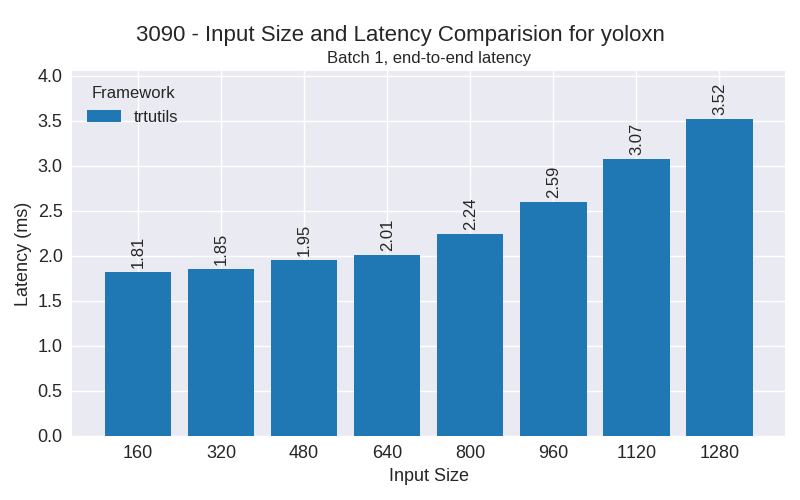 3090 - Input Size and Latency Comparision for yoloxn
Batch 1, end-to-end latency
Framework
trtutils
Latency (ms)
4.0
3.5
3.0
2.5
2.0
1.5
1.0
0.5
0.0
1.81
1.85
1.95
2.01
2.24
2.59
3.07
3.52
160 320 480 640 800 960 1120 1280
Input Size